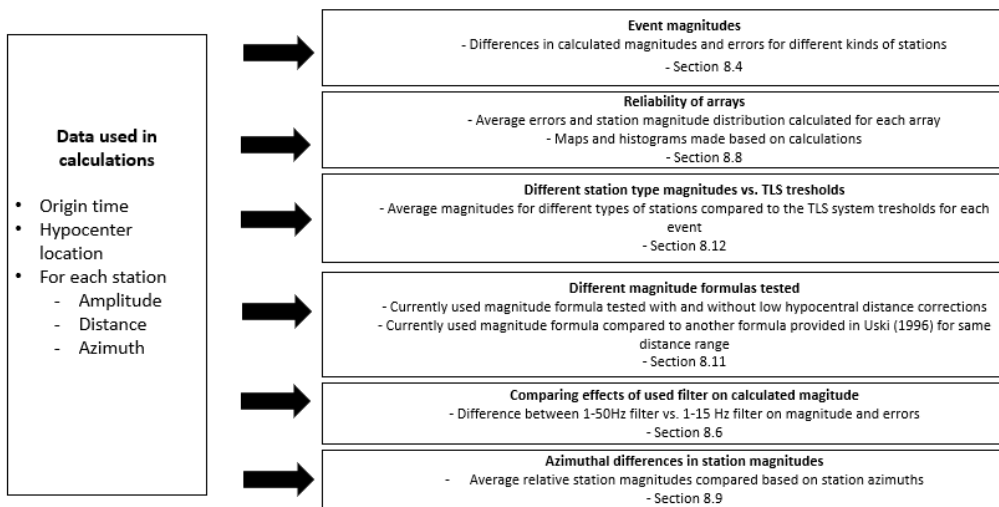 Data used in
calculations
• Origin time
• Hypocenter
location
• For each station
- Amplitude
- Distance
- Azimuth
Event magnitudes
- Differences in calculated magnitudes and errors for different kinds of stations
- Section 8.4
Reliability of arrays
- Average errors and station magnitude distribution calculated for each array
- Maps and histograms made based on calculations
- Section 8.8
Different station type magnitudes vs. TLS tresholds
- Average magnitudes for different types of stations compared to the TLS system tresholds for each
event
- Section 8.12
Different magnitude formulas tested
- Currently used magnitude formula tested with and without low hypocentral distance corrections
- Currently used magnitude formula compared to another formula provided in Uski (1996) for same
distance range
- Section 8.11
Comparing effects of used filter on calculated magitude
- Difference between 1-50Hz filter vs. 1-15 Hz filter on magnitude and errors
- Section 8.6
Azimuthal differences in station magnitudes
- Average relative station magnitudes compared based on station azimuths
- Section 8.9